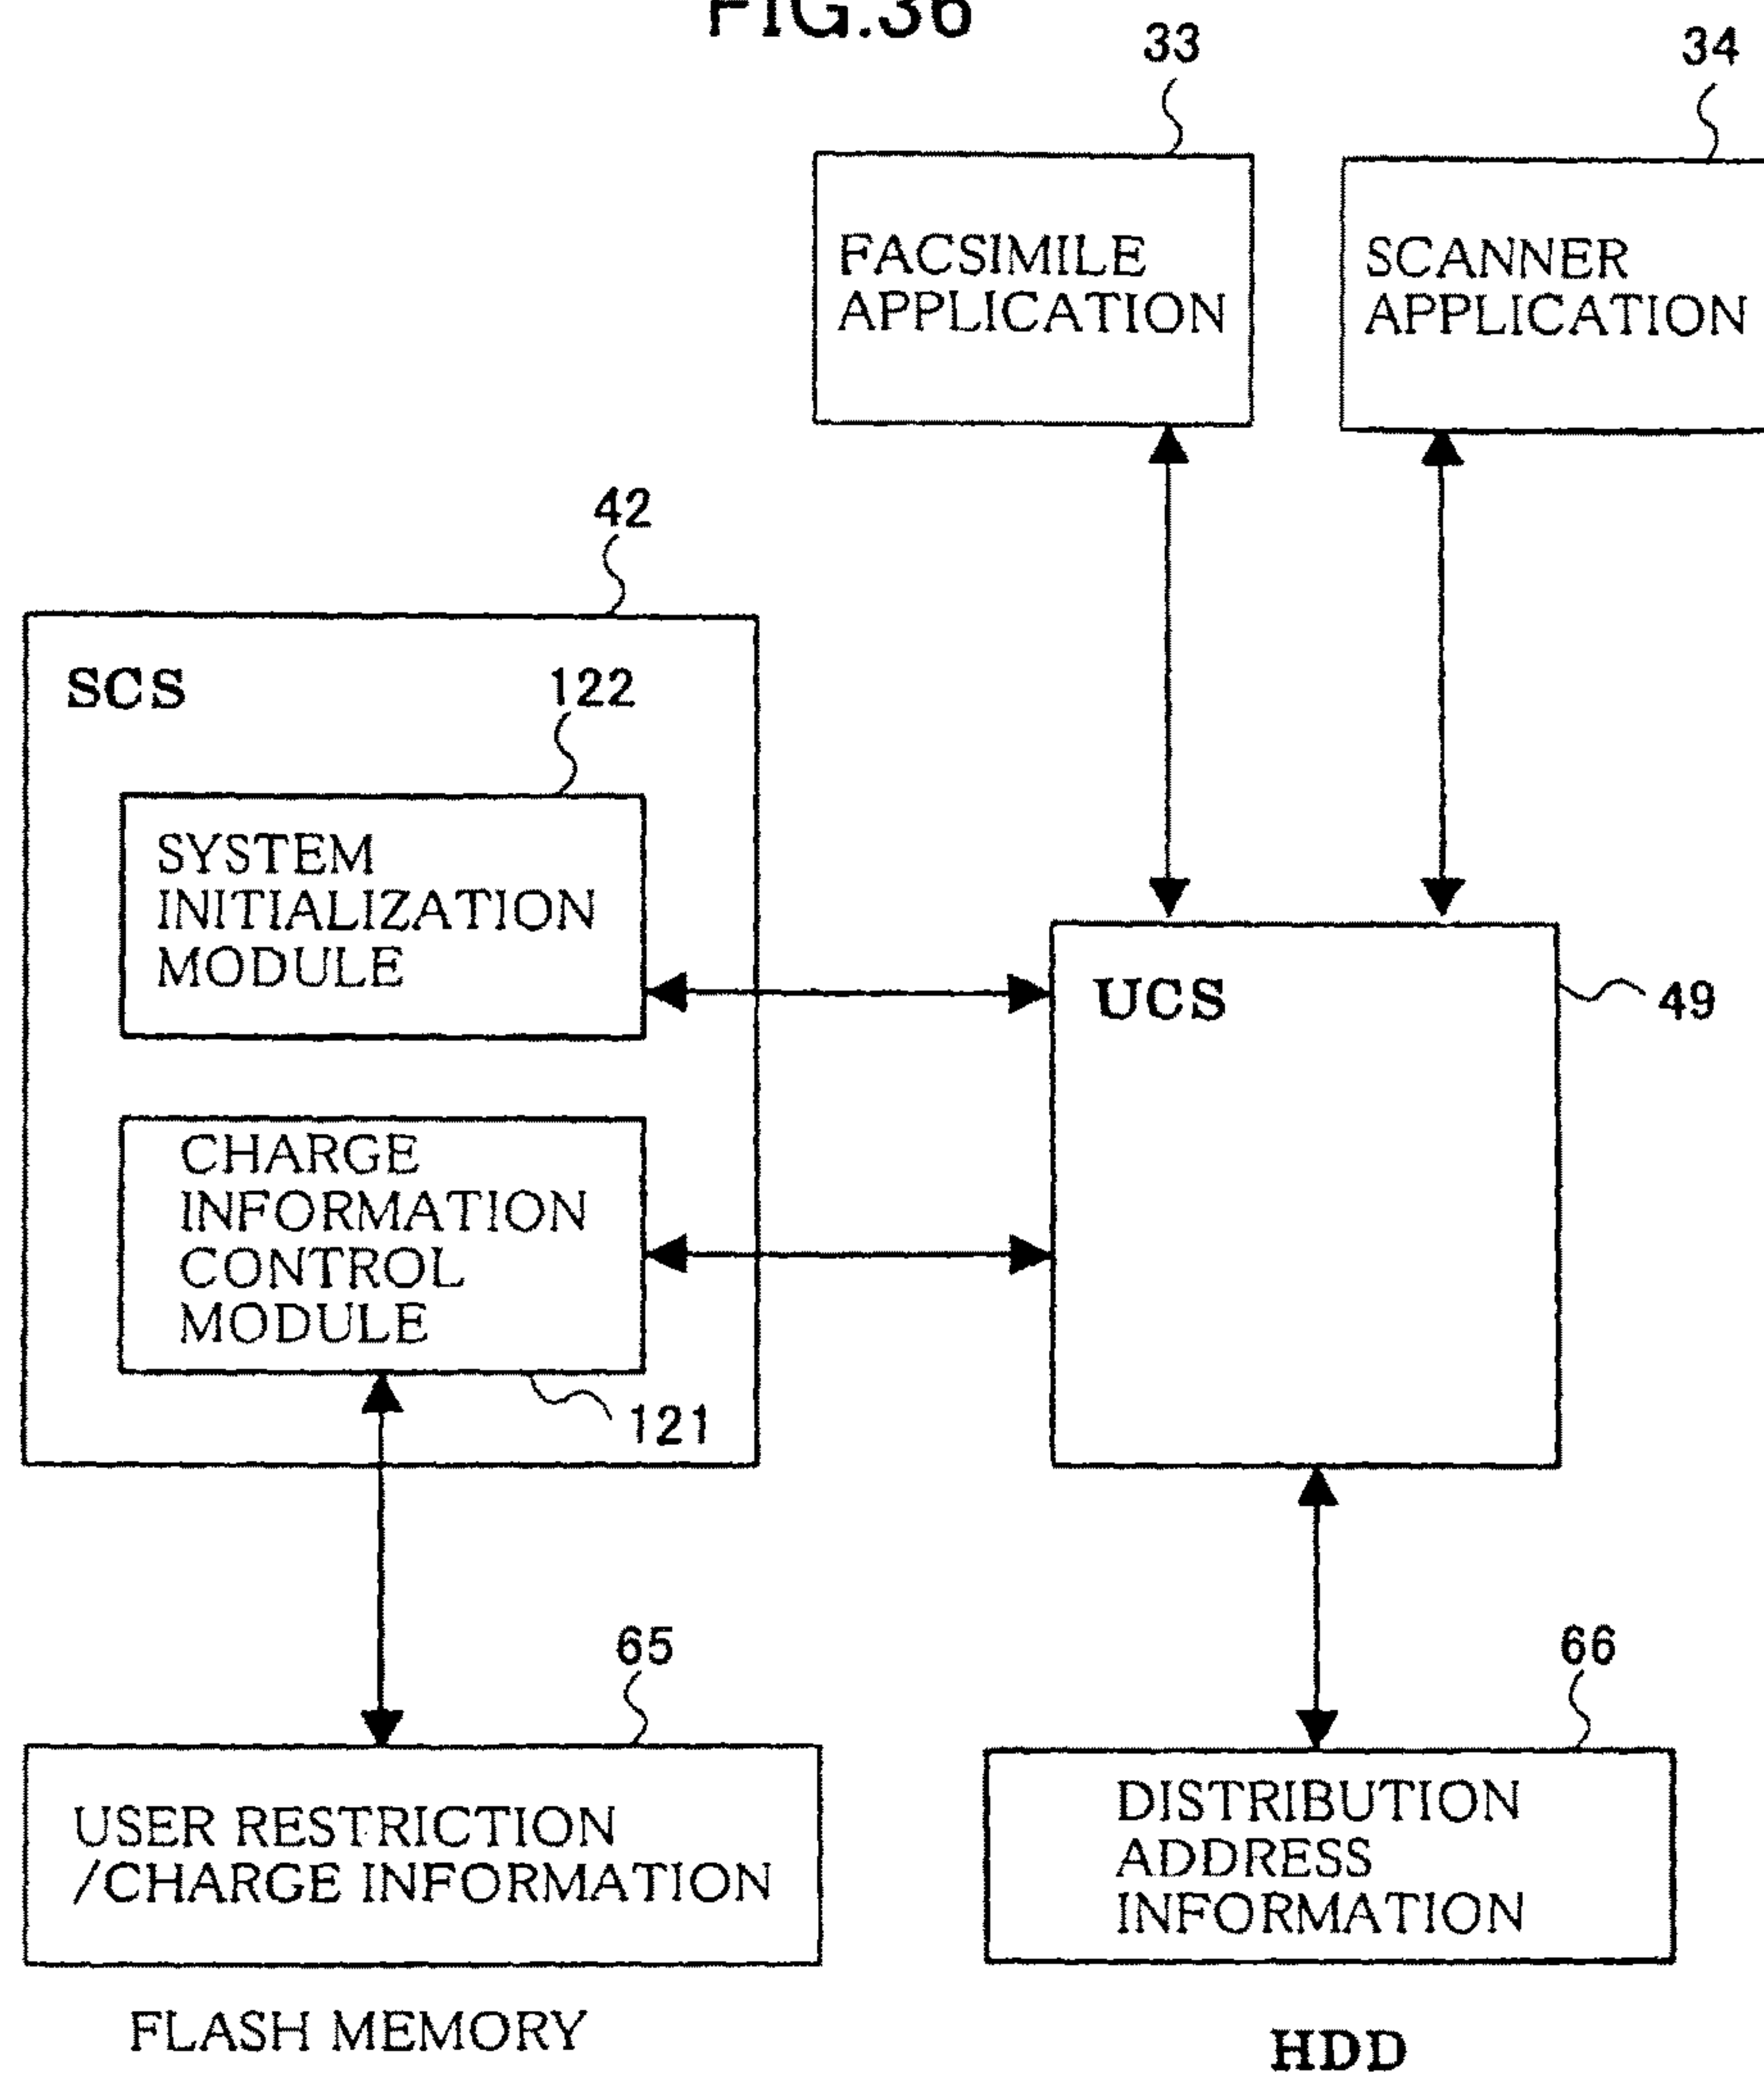 FIG.36
33
34
FACSIMILE
APPLICATION
SCANNER
APPLICATION
42
SCS
122
SYSTEM
INITIALIZATION
MODULE
UCS
49
CHARGE
INFORMATION
CONTROL
MODULE
121
65
66
USER RESTRICTION
/CHARGE INFORMATION
DISTRIBUTION
ADDRESS
INFORMATION
FLASH MEMORY
HDD